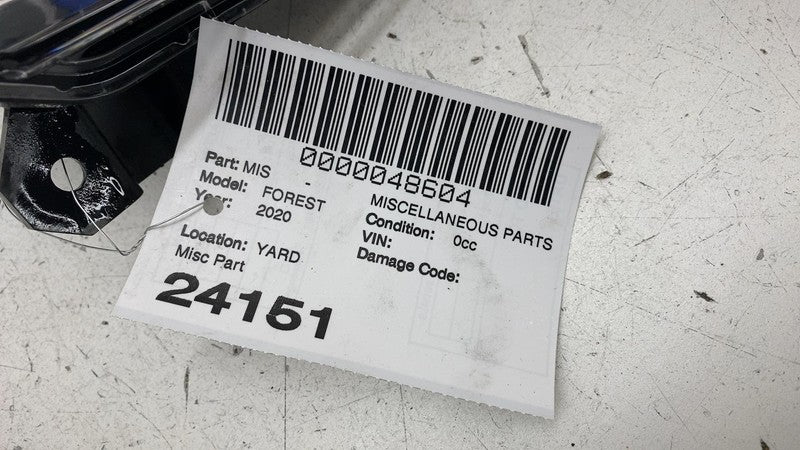 0000048604
Part: MIS - MISCELLANEOUS PARTS
Model: FOREST Condition: 0cc
Year: 2020 VIN:
Damage Code:
Location: YARD
Misc Part
24151